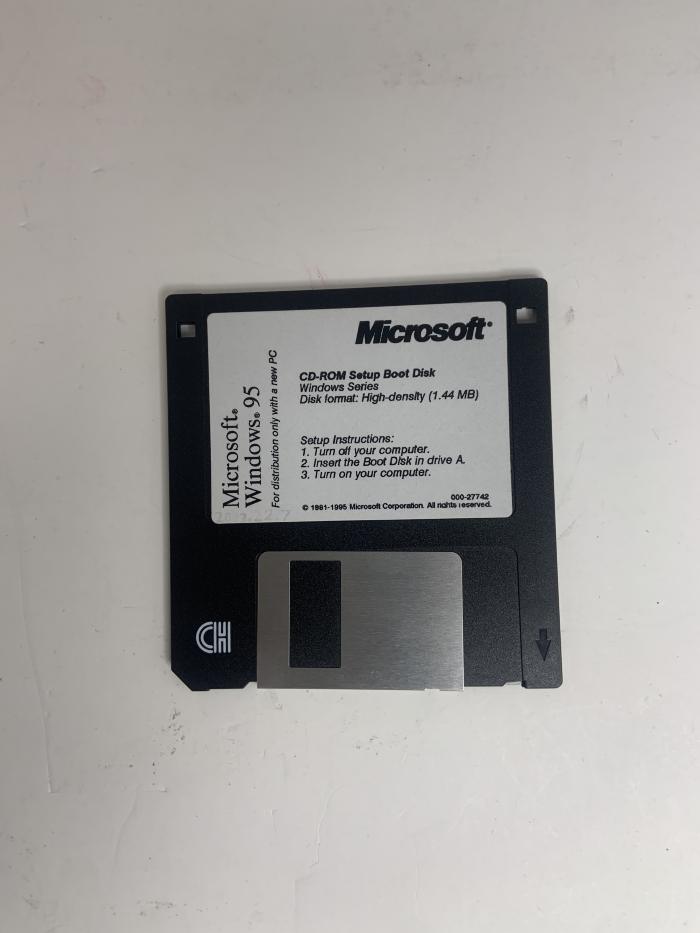 Microsoft®
CD-ROM Setup Boot Disk
Windows Series
Disk format: High-density (1.44 MB)
Setup Instructions:
1. Turn off your computer.
2. Insert the Boot Disk in drive A.
3. Turn on your computer.
000-27742
© 1981-1995 Microsoft Corporation. All rights reserved.
Microsoft®
Windows® 95
For distribution only with a new PC